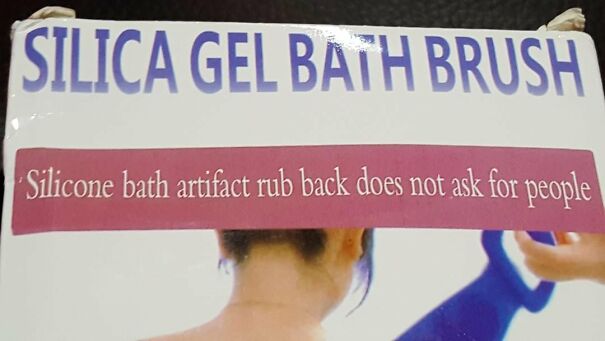 SILICA GEL BATH BRUSH
Silicone bath artifact rub back does not ask for people